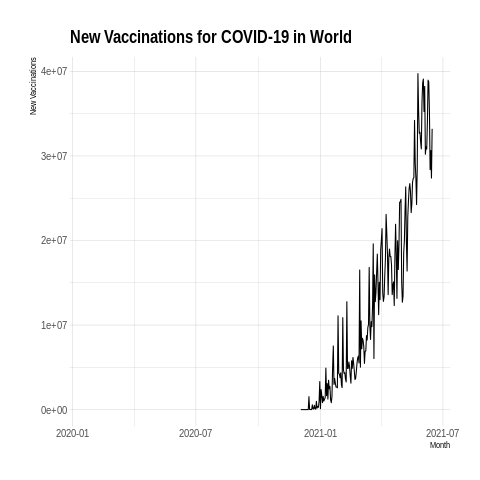 New Vaccinations for COVID-19 in World
New Vaccinations
4e+07
3e+07
2e+07
1e+07
0e+00
2020-01
2020-07
2021-01
2021-07
Month